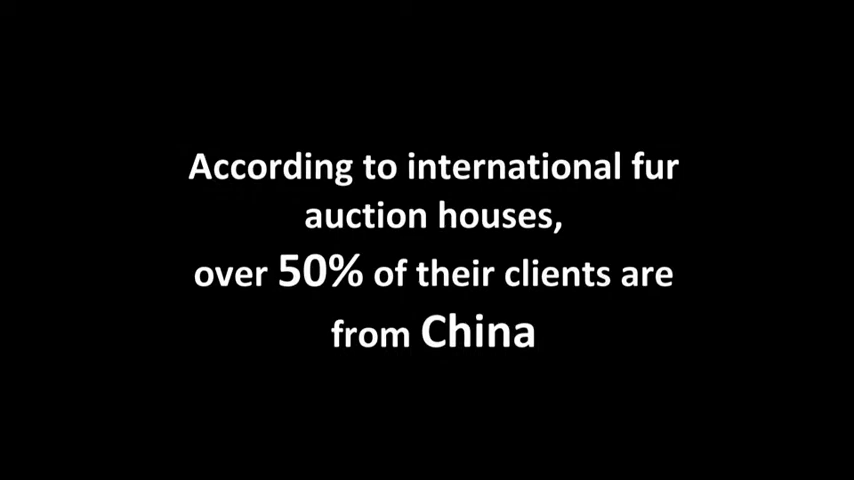 According to international fur
auction houses,
over 50% of their clients are
from China